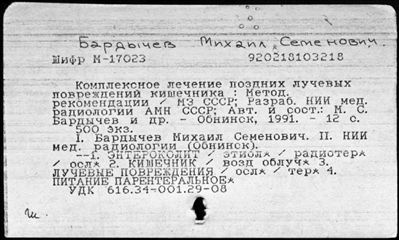 Бардычев Михаил Семенович.
Шифр М-17023 920218103218
Комплексное лечение поздних лучевых
повреждений кишечника : Метод.
рекомендации / МЗ СССР; Разраб. НИИ мед.
радиологии АМН СССР; Авт. и сост.: М. С.
Бардычев и др. - Обнинск, 1991. - 12 с.
500 экз.
I. Бардычев Михаил Семенович. II. НИИ
мед. радиологии (Обнинск).
--1. ЭНТЕРОКОЛИТ / этиол* / радиотер*
/ осл* 2. КИШЕЧНИК / возд облуч* 3.
ЛУЧЕВЫЕ ПОВРЕЖДЕНИЯ / осл* / тер* 4.
ПИТАНИЕ ПАРЕНТЕРАЛЬНОЕ*
УДК 616.34-001.29-08